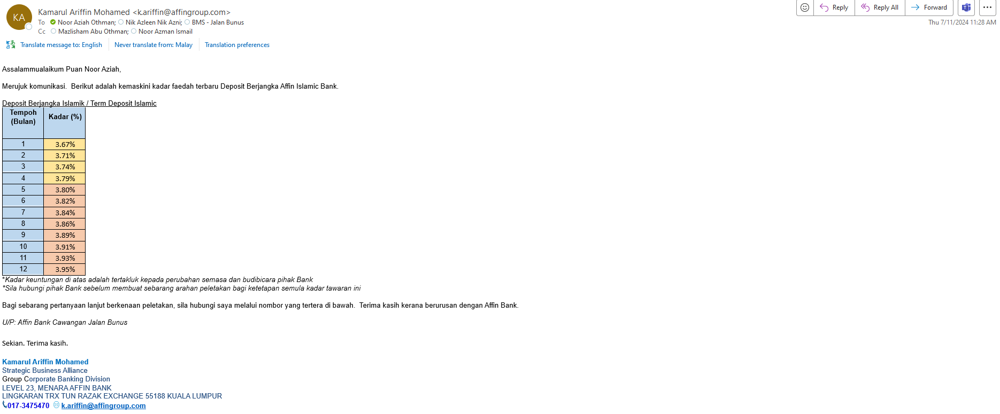 KA
Kamarul Ariffin Mohamed <k.ariffin@affingroup.com>
To Noor Aziah Othman; Nik Azleen Nik Azni; BMS - Jalan Bunus
Cc Mazlisham Abu Othman; Noor Azman Ismail
Reply Reply All Forward
Thu 7/11/2024 11:28 AM
Translate message to: English Never translate from: Malay Translation preferences
Assalammualaikum Puan Noor Aziah,
Merujuk komunikasi. Berikut adalah kemaskini kadar faedah terbaru Deposit Berjangka Affin Islamic Bank.
Deposit Berjangka Islamik / Term Deposit Islamic
Tempoh (Bulan) Kadar (%)
1 3.67%
2 3.71%
3 3.74%
4 3.79%
5 3.80%
6 3.82%
7 3.84%
8 3.86%
9 3.89%
10 3.91%
11 3.93%
12 3.95%
*Kadar keuntungan di atas adalah tertakluk kepada perubahan semasa dan budibicara pihak Bank
*Sila hubungi pihak Bank sebelum membuat sebarang arahan peletakan bagi ketetapan semula kadar tawaran ini
Bagi sebarang pertanyaan lanjut berkenaan peletakan, sila hubungi saya melalui nombor yang tertera di bawah. Terima kasih kerana berurusan dengan Affin Bank.
U/P: Affin Bank Cawangan Jalan Bunus
Sekian. Terima kasih.
Kamarul Ariffin Mohamed
Strategic Business Alliance
Group Corporate Banking Division
LEVEL 23, MENARA AFFIN BANK
LINGKARAN TRX TUN RAZAK EXCHANGE 55188 KUALA LUMPUR
017-3475470 k.ariffin@affingroup.com